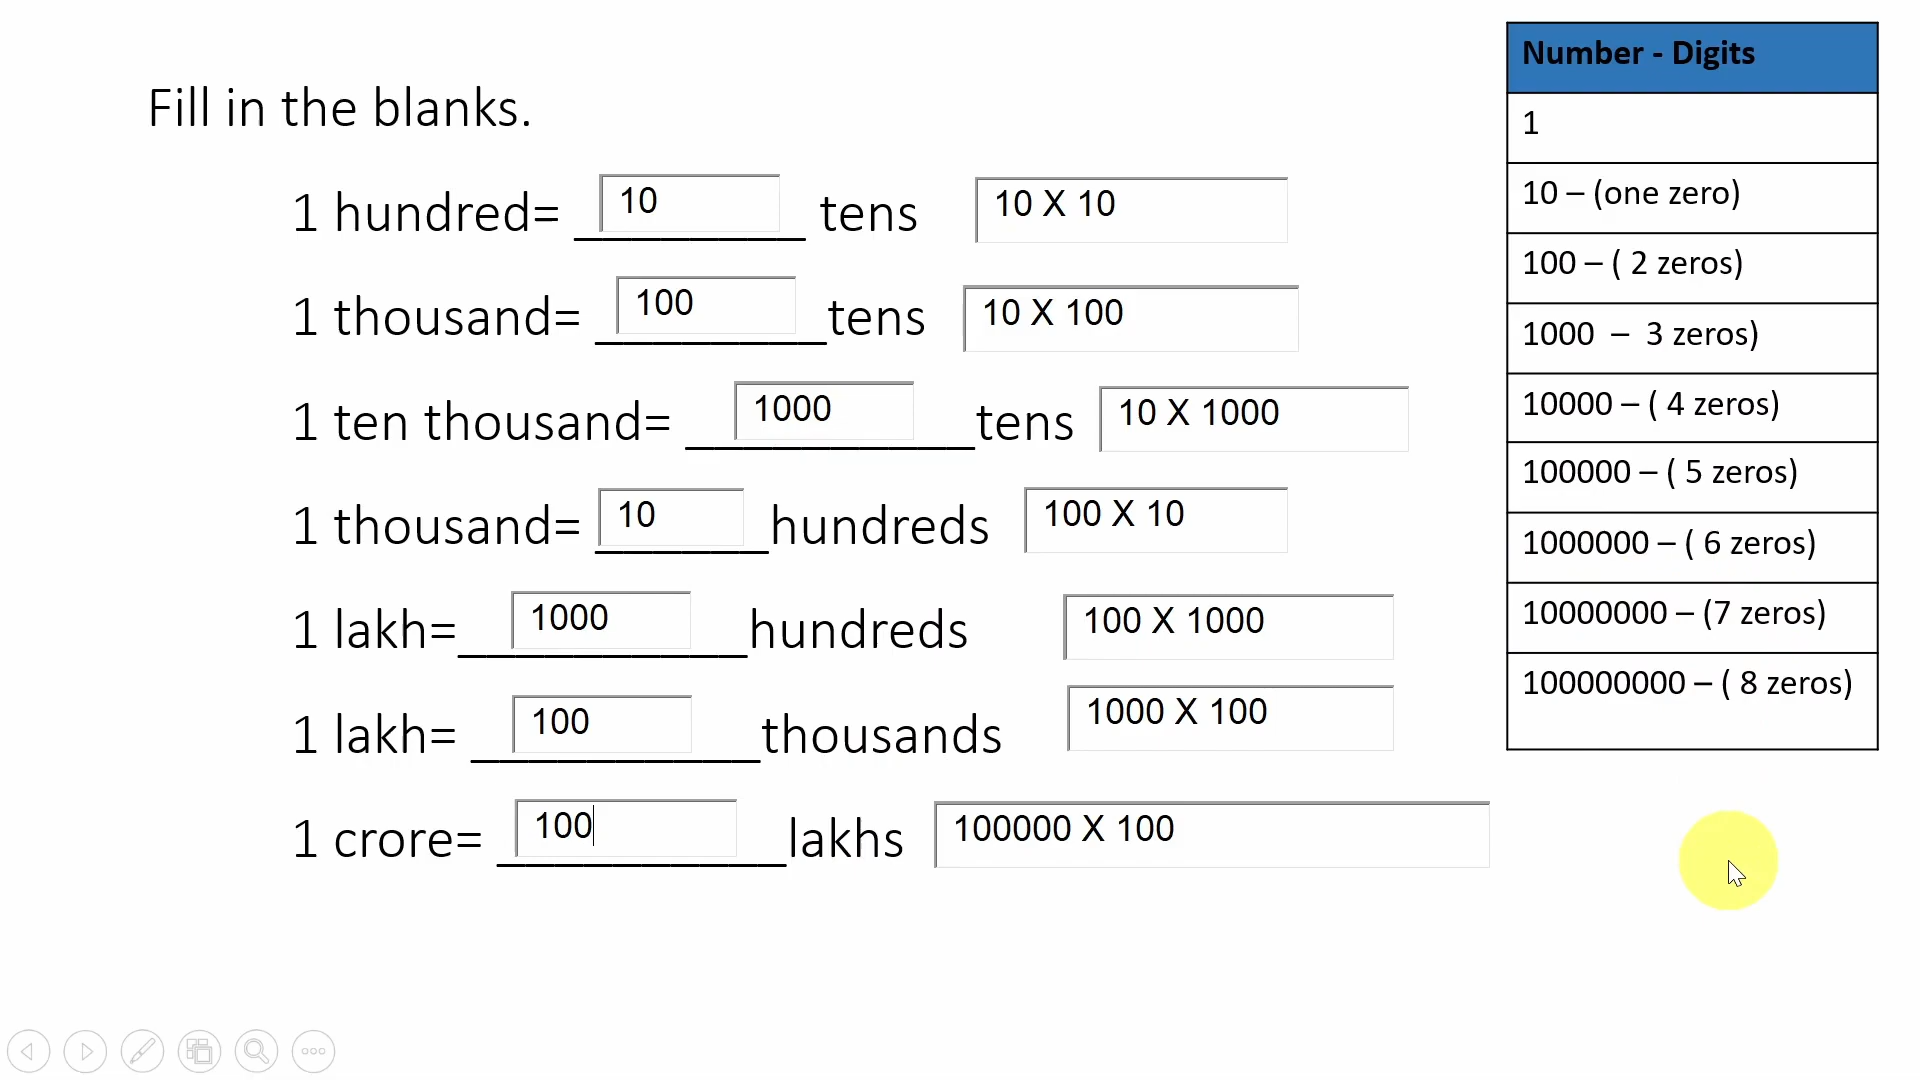 Fill in the blanks.
1 hundred= 10 tens 10 X 10
1 thousand= 100 tens 10 X 100
1 ten thousand= 1000 tens 10 X 1000
1 thousand= 10 hundreds 100 X 10
1 lakh= 1000 hundreds 100 X 1000
1 lakh= 100 thousands 1000 X 100
1 crore= 100 lakhs 100000 X 100
Number - Digits
1
10 – (one zero)
100 – ( 2 zeros)
1000 – 3 zeros)
10000 – ( 4 zeros)
100000 – ( 5 zeros)
1000000 – ( 6 zeros)
10000000 – (7 zeros)
100000000 – ( 8 zeros)